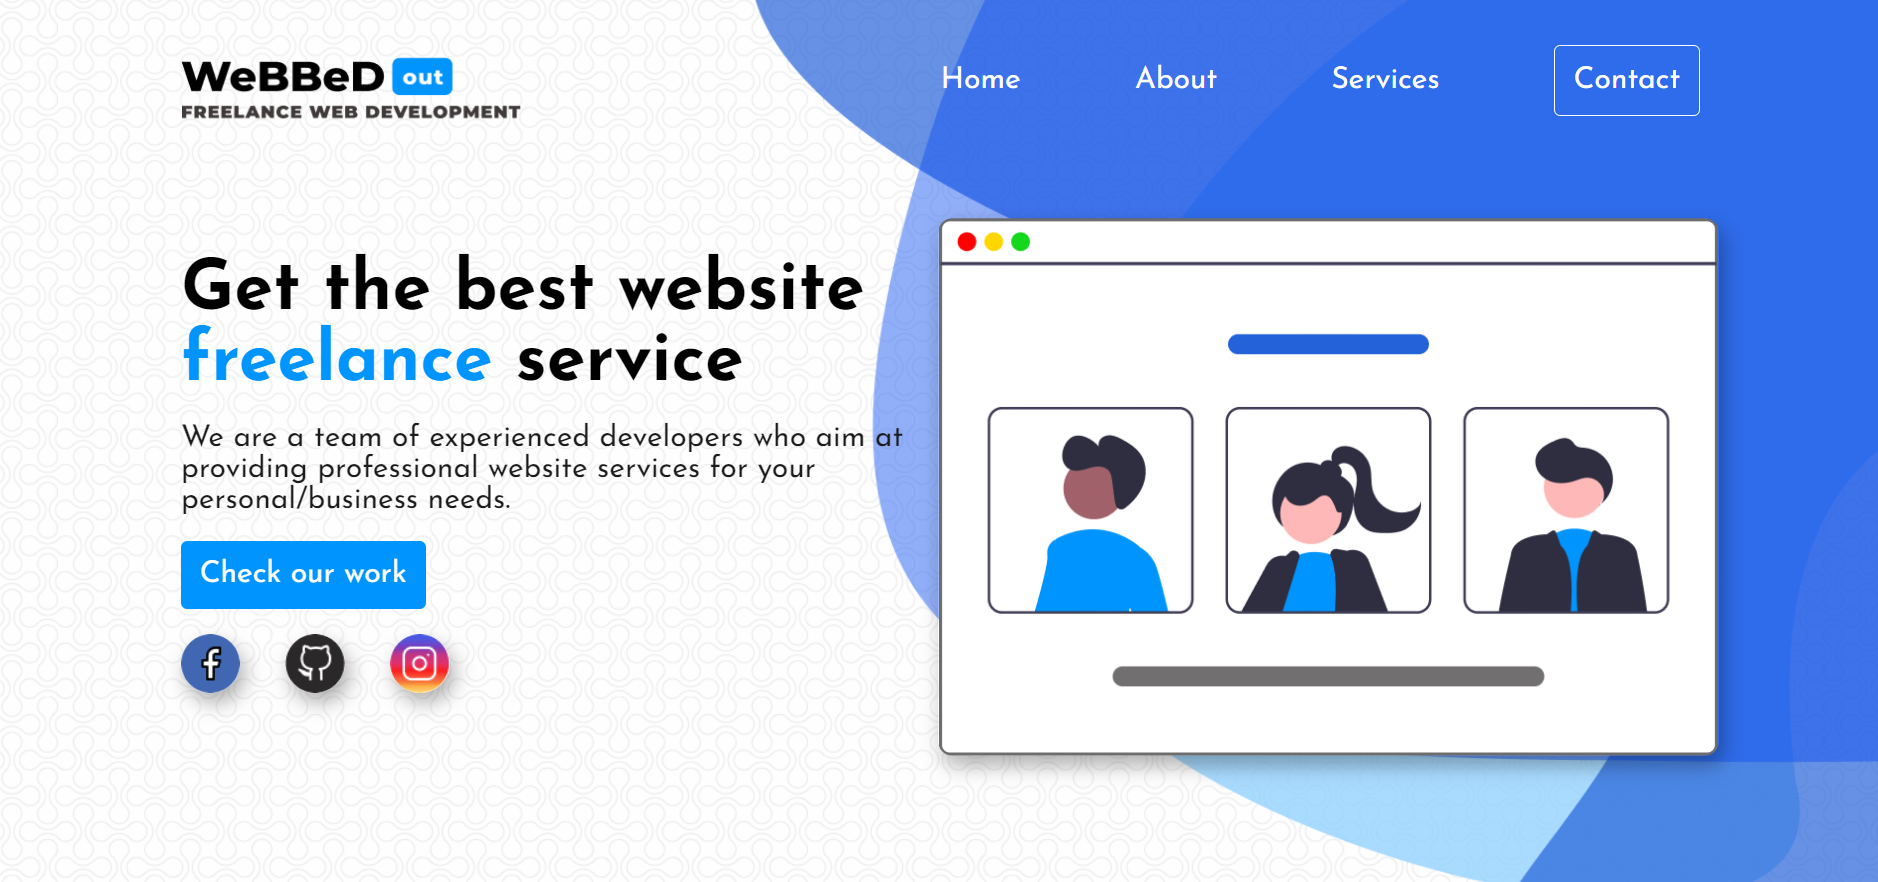 WeBBeD out
FREELANCE WEB DEVELOPMENT
Home
About
Services
Contact
Get the best website
freelance service
We are a team of experienced developers who aim at
providing professional website services for your
personal/business needs.
Check our work